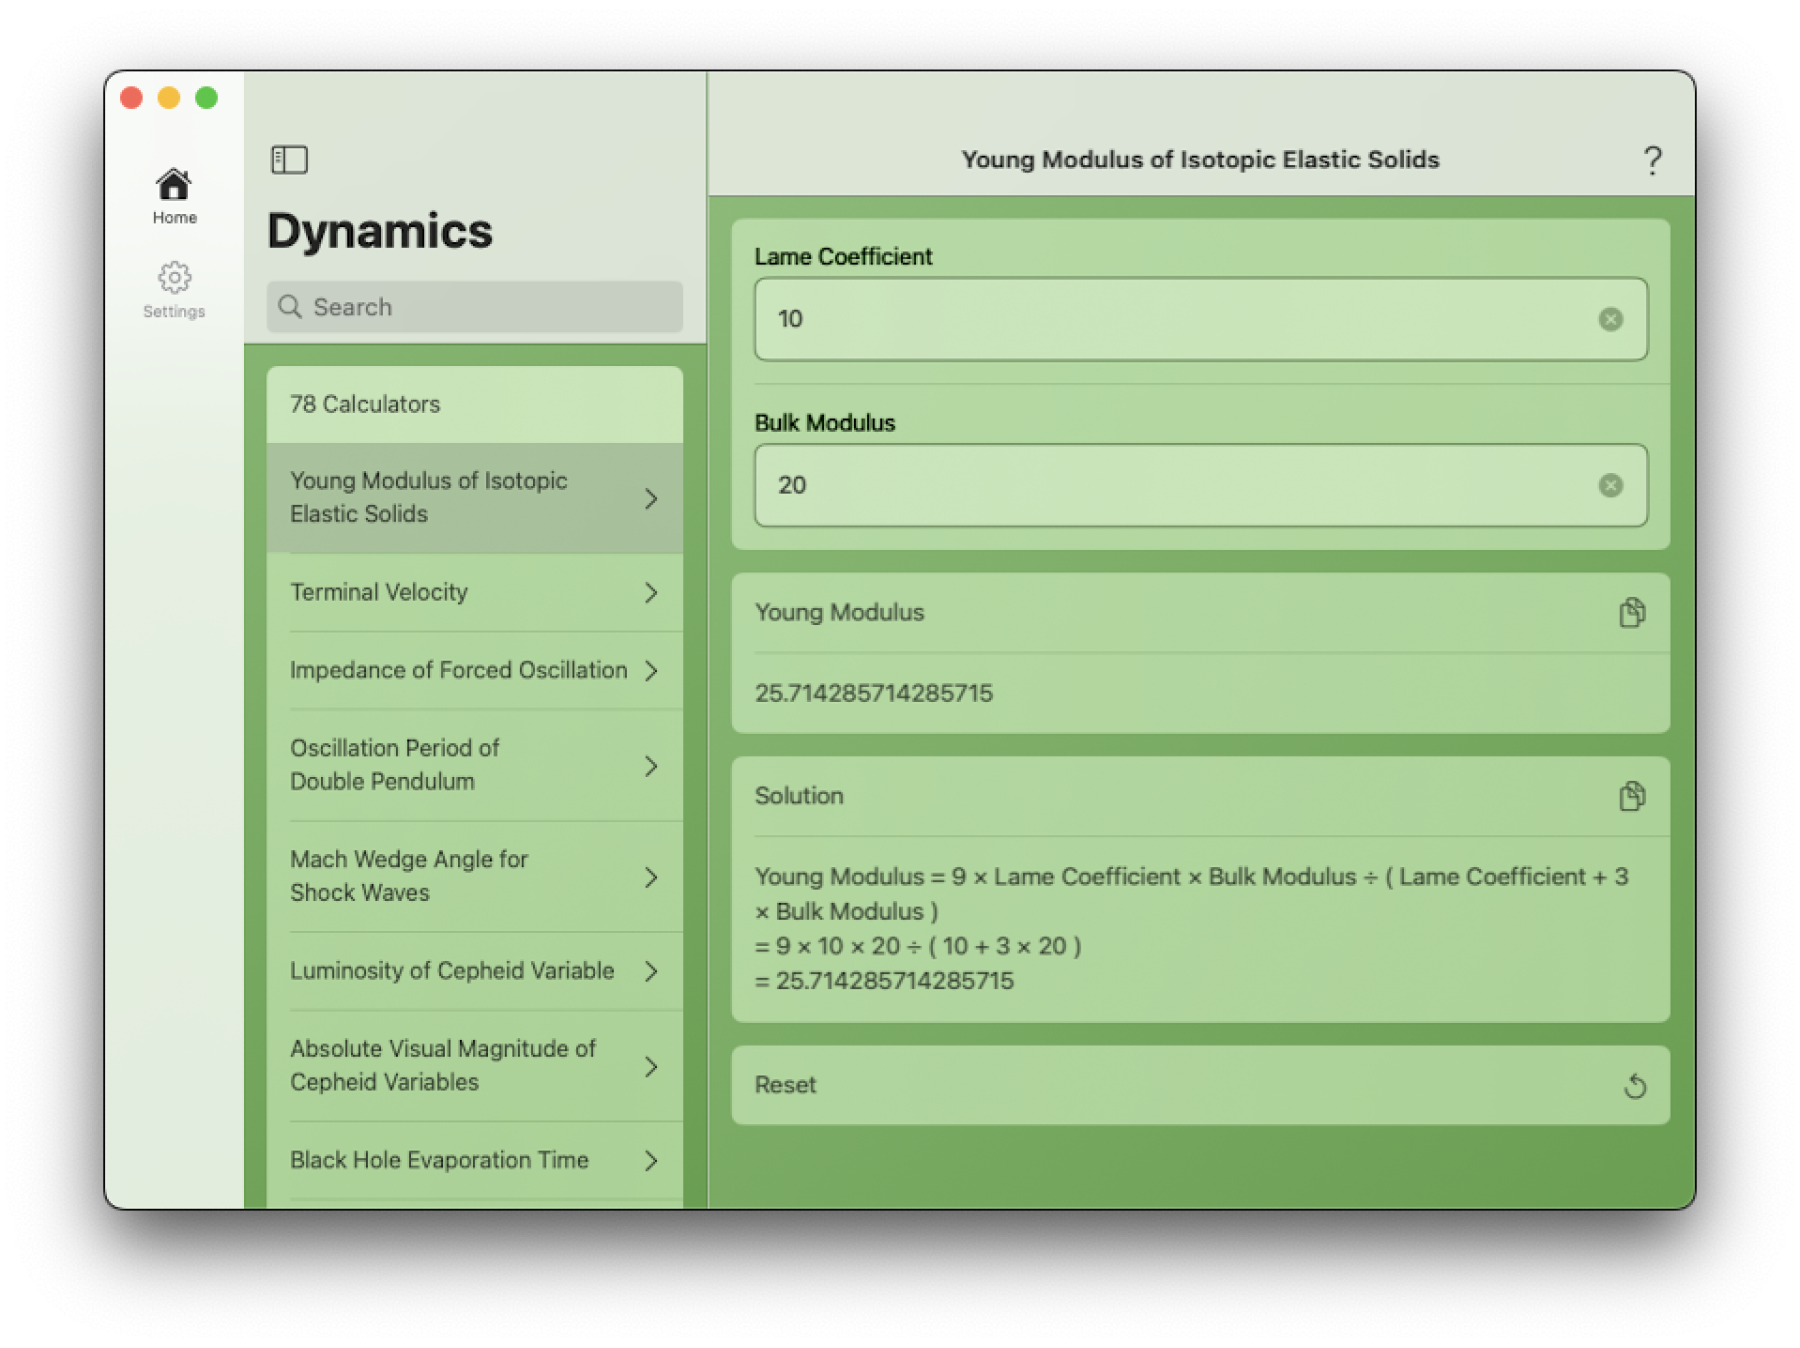 Home
Settings
Dynamics
Search
78 Calculators
Young Modulus of Isotopic
Elastic Solids
Terminal Velocity
Impedance of Forced Oscillation
Oscillation Period of
Double Pendulum
Mach Wedge Angle for
Shock Waves
Luminosity of Cepheid Variable
Absolute Visual Magnitude of
Cepheid Variables
Black Hole Evaporation Time
Young Modulus of Isotopic Elastic Solids
?
Lame Coefficient
10
Bulk Modulus
20
Young Modulus
25.714285714285715
Solution
Young Modulus = 9 × Lame Coefficient × Bulk Modulus ÷ ( Lame Coefficient + 3
× Bulk Modulus )
= 9 × 10 × 20 ÷ ( 10 + 3 × 20 )
= 25.714285714285715
Reset